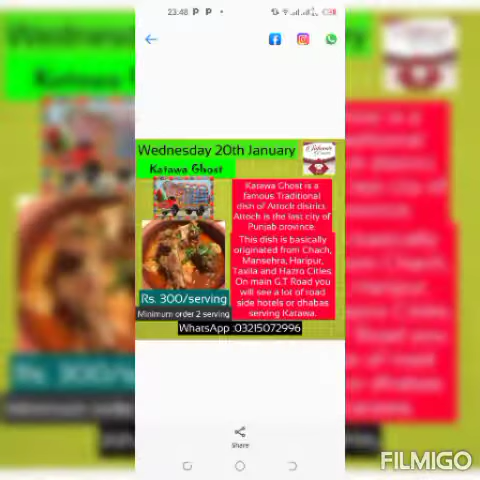 23.48 P P •
Wednesday 20th January
Katawa Ghost
Katawa Ghost is a
famous Traditional
dish of Attoch district.
Attoch is the last city of
Punjab province.
This dish is basically
originated from Chach,
Mansehra, Haripur,
Taxila and Hazro Cities.
On main G.T Road you
will see a lot of road
side hotels or dhabas
serving Katawa.
Rs. 300/serving
Minimum order 2 serving
WhatsApp :03215072996
Share
FILMIGO